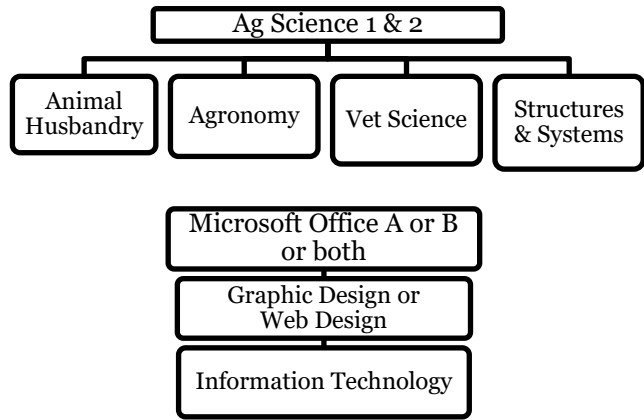 Ag Science 1 & 2
Animal
Husbandry
Agronomy
Vet Science
Structures
& Systems
Microsoft Office A or B
or both
Graphic Design or
Web Design
Information Technology